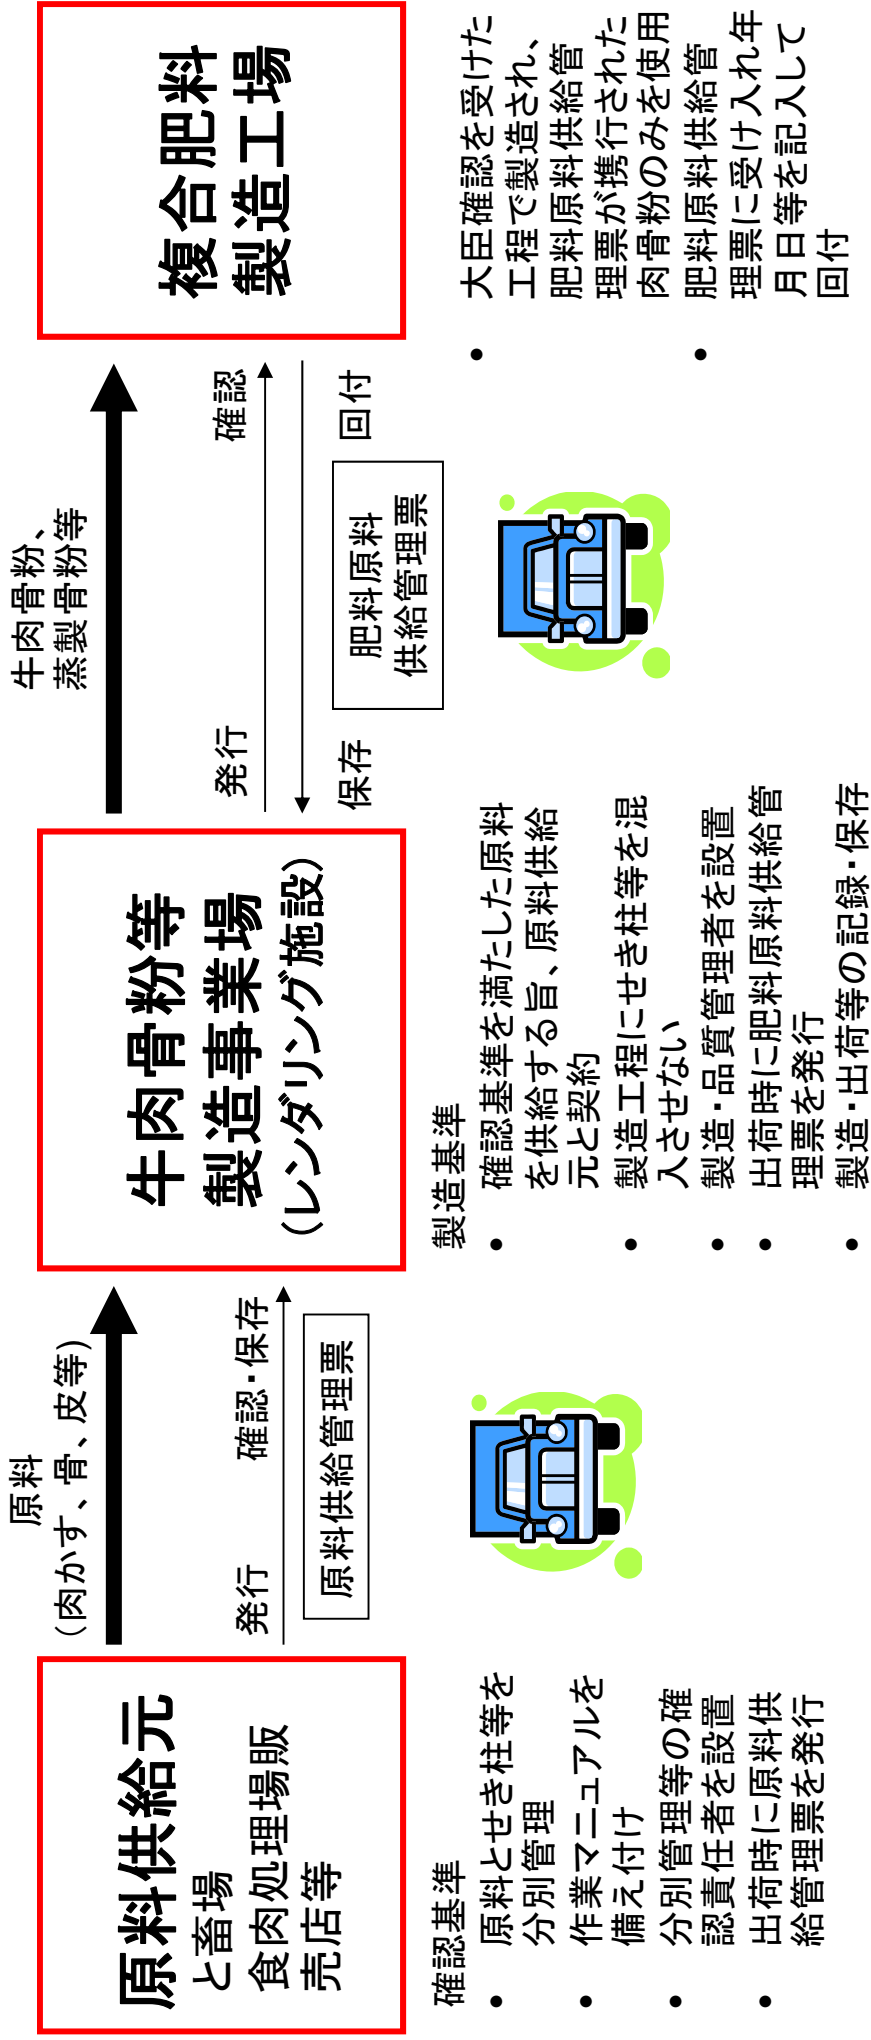 原料供給元
と畜場
食肉処理場販
売店等
確認基準
• 原料とせき柱等を
分別管理
• 作業マニュアルを
備え付け
• 分別管理等の確
認責任者を設置
• 出荷時に原料供
給管理票を発行
原料
(肉かす、骨、皮等)
発行
確認・保存
原料供給管理票
牛肉骨粉等
製造事業場
(レンダリング施設)
製造基準
• 確認基準を満たした原料
を供給する旨、原料供給
元と契約
• 製造工程にせき柱等を混
入させない
• 製造・品質管理者を設置
• 出荷時に肥料原料供給管
理票を発行
• 製造・出荷等の記録・保存
牛肉骨粉、
蒸製骨粉等
発行
確認
保存
回付
肥料原料
供給管理票
複合肥料
製造工場
• 大臣確認を受けた
工程で製造され、
肥料原料供給管
理票が携行された
肉骨粉のみを使用
• 肥料原料供給管
理票に受け入れ年
月日等を記入して
回付